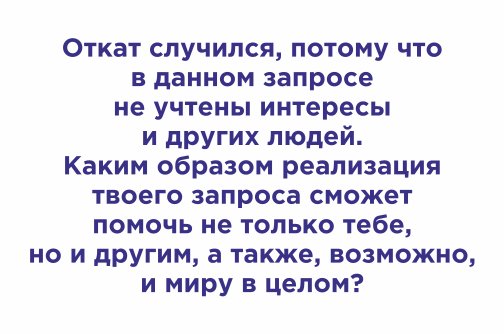 Откат случился, потому что
в данном запросе
не учтены интересы
и других людей.
Каким образом реализация
твоего запроса сможет
помочь не только тебе,
но и другим, а также, возможно,
и миру в целом?